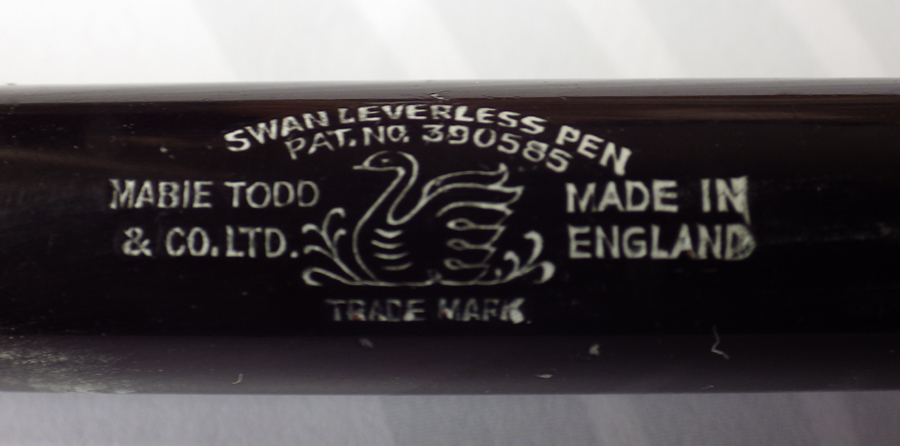 SWAN LEVERLESS PEN
PAT. NO. 390585
MABIE TODD
& CO. LTD.
MADE IN
ENGLAND
TRADE MARK